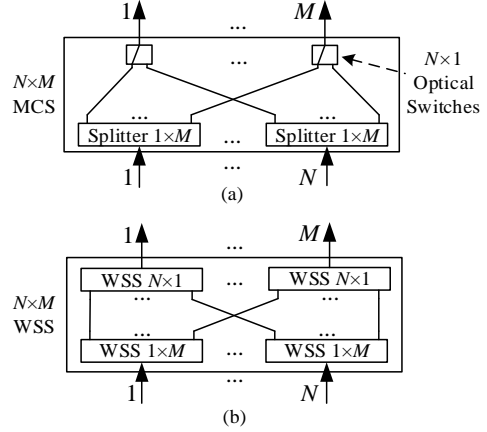 1 ... M
N×M
MCS
...
N×1
Optical
Switches
... ...
Splitter 1×M ... Splitter 1×M
1 ... N
(a)
1 ... M
N×M
WSS
WSS N×1 ... WSS N×1
... ...
... ...
WSS 1×M ... WSS 1×M
1 ... N
(b)